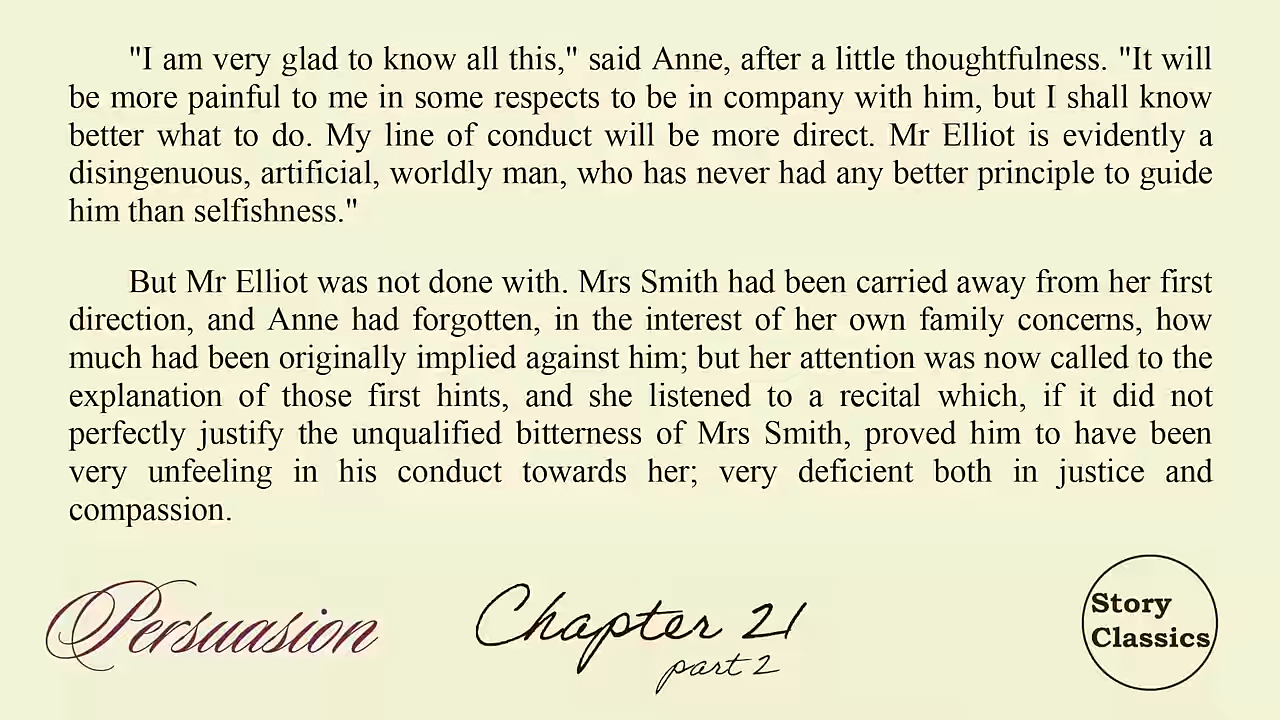 "I am very glad to know all this," said Anne, after a little thoughtfulness. "It will
be more painful to me in some respects to be in company with him, but I shall know
better what to do. My line of conduct will be more direct. Mr Elliot is evidently a
disingenuous, artificial, worldly man, who has never had any better principle to guide
him than selfishness."
But Mr Elliot was not done with. Mrs Smith had been carried away from her first
direction, and Anne had forgotten, in the interest of her own family concerns, how
much had been originally implied against him; but her attention was now called to the
explanation of those first hints, and she listened to a recital which, if it did not
perfectly justify the unqualified bitterness of Mrs Smith, proved him to have been
very unfeeling in his conduct towards her; very deficient both in justice and
compassion.
Persuasion
Chapter 21
part 2
Story
Classics